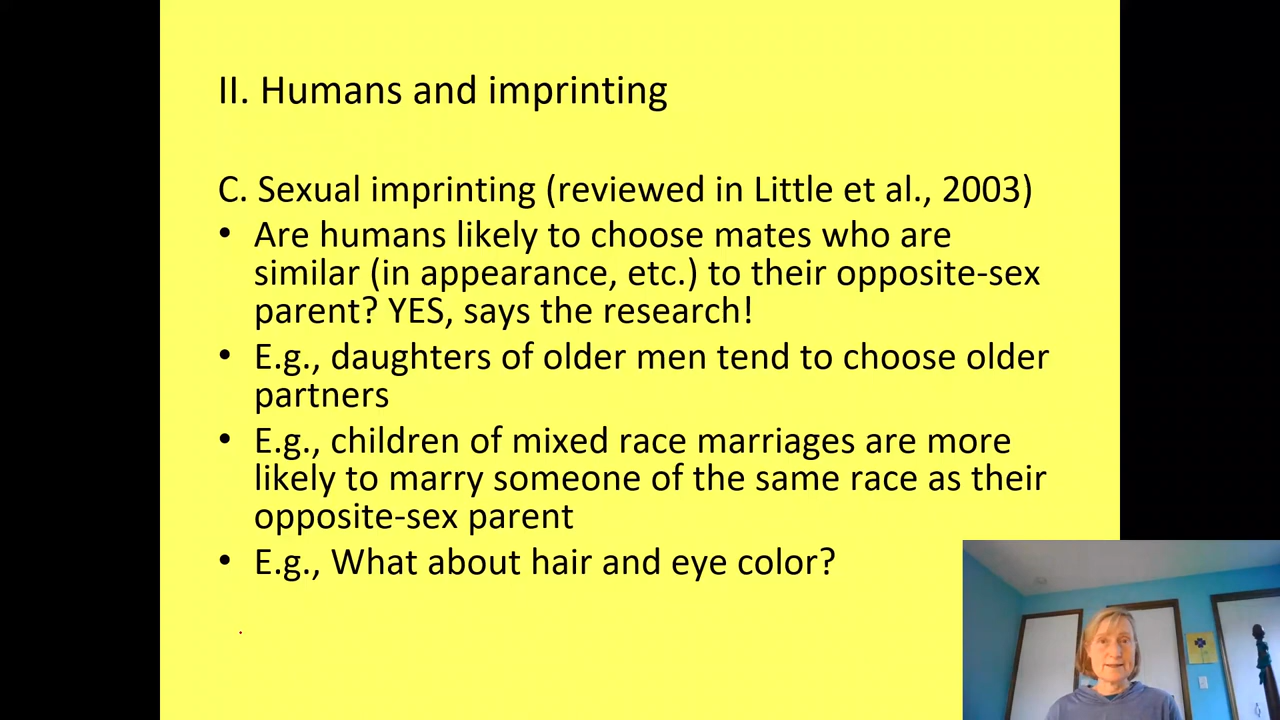 II. Humans and imprinting
C. Sexual imprinting (reviewed in Little et al., 2003)
• Are humans likely to choose mates who are
similar (in appearance, etc.) to their opposite-sex
parent? YES, says the research!
• E.g., daughters of older men tend to choose older
partners
• E.g., children of mixed race marriages are more
likely to marry someone of the same race as their
opposite-sex parent
• E.g., What about hair and eye color?
.